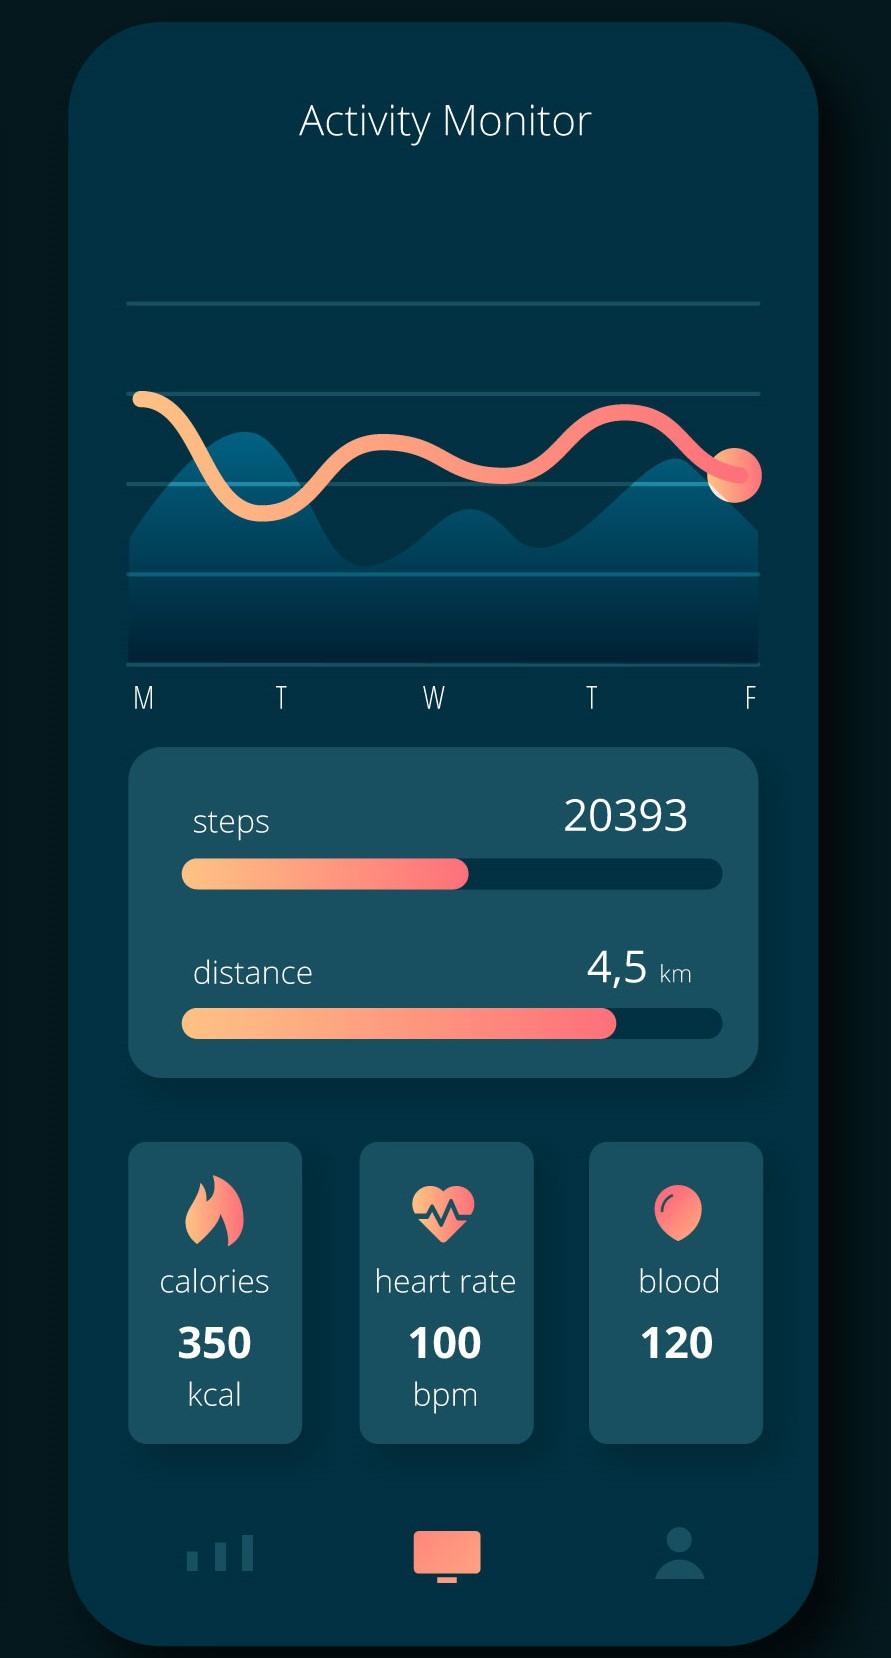 Activity Monitor
M T W T F
steps 20393
distance 4,5 km
calories
350
kcal
heart rate
100
bpm
blood
120